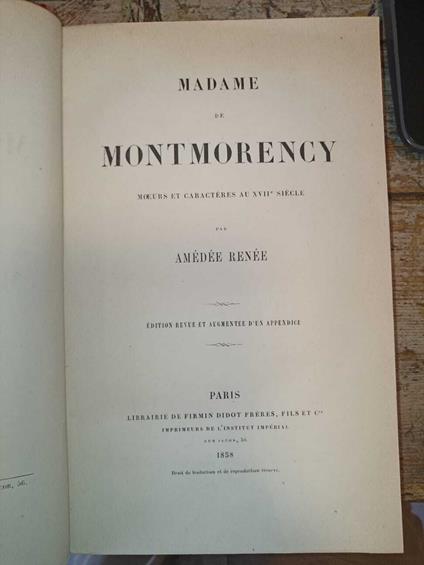 MADAME
DE
MONTMORENCY
MŒURS ET CARACTÈRES AU XVIIe SIÈCLE
PAR
AMÉDÉE RENÉE
ÉDITION REVUE ET AUGMENTÉE D'UN APPENDICE
PARIS
LIBRAIRIE DE FIRMIN DIDOT FRÈRES, FILS ET Cie
IMPRIMEURS DE L'INSTITUT IMPÉRIAL
RUE JACOB, 56
1858
Droit de traduction et de reproduction réservé.
56.